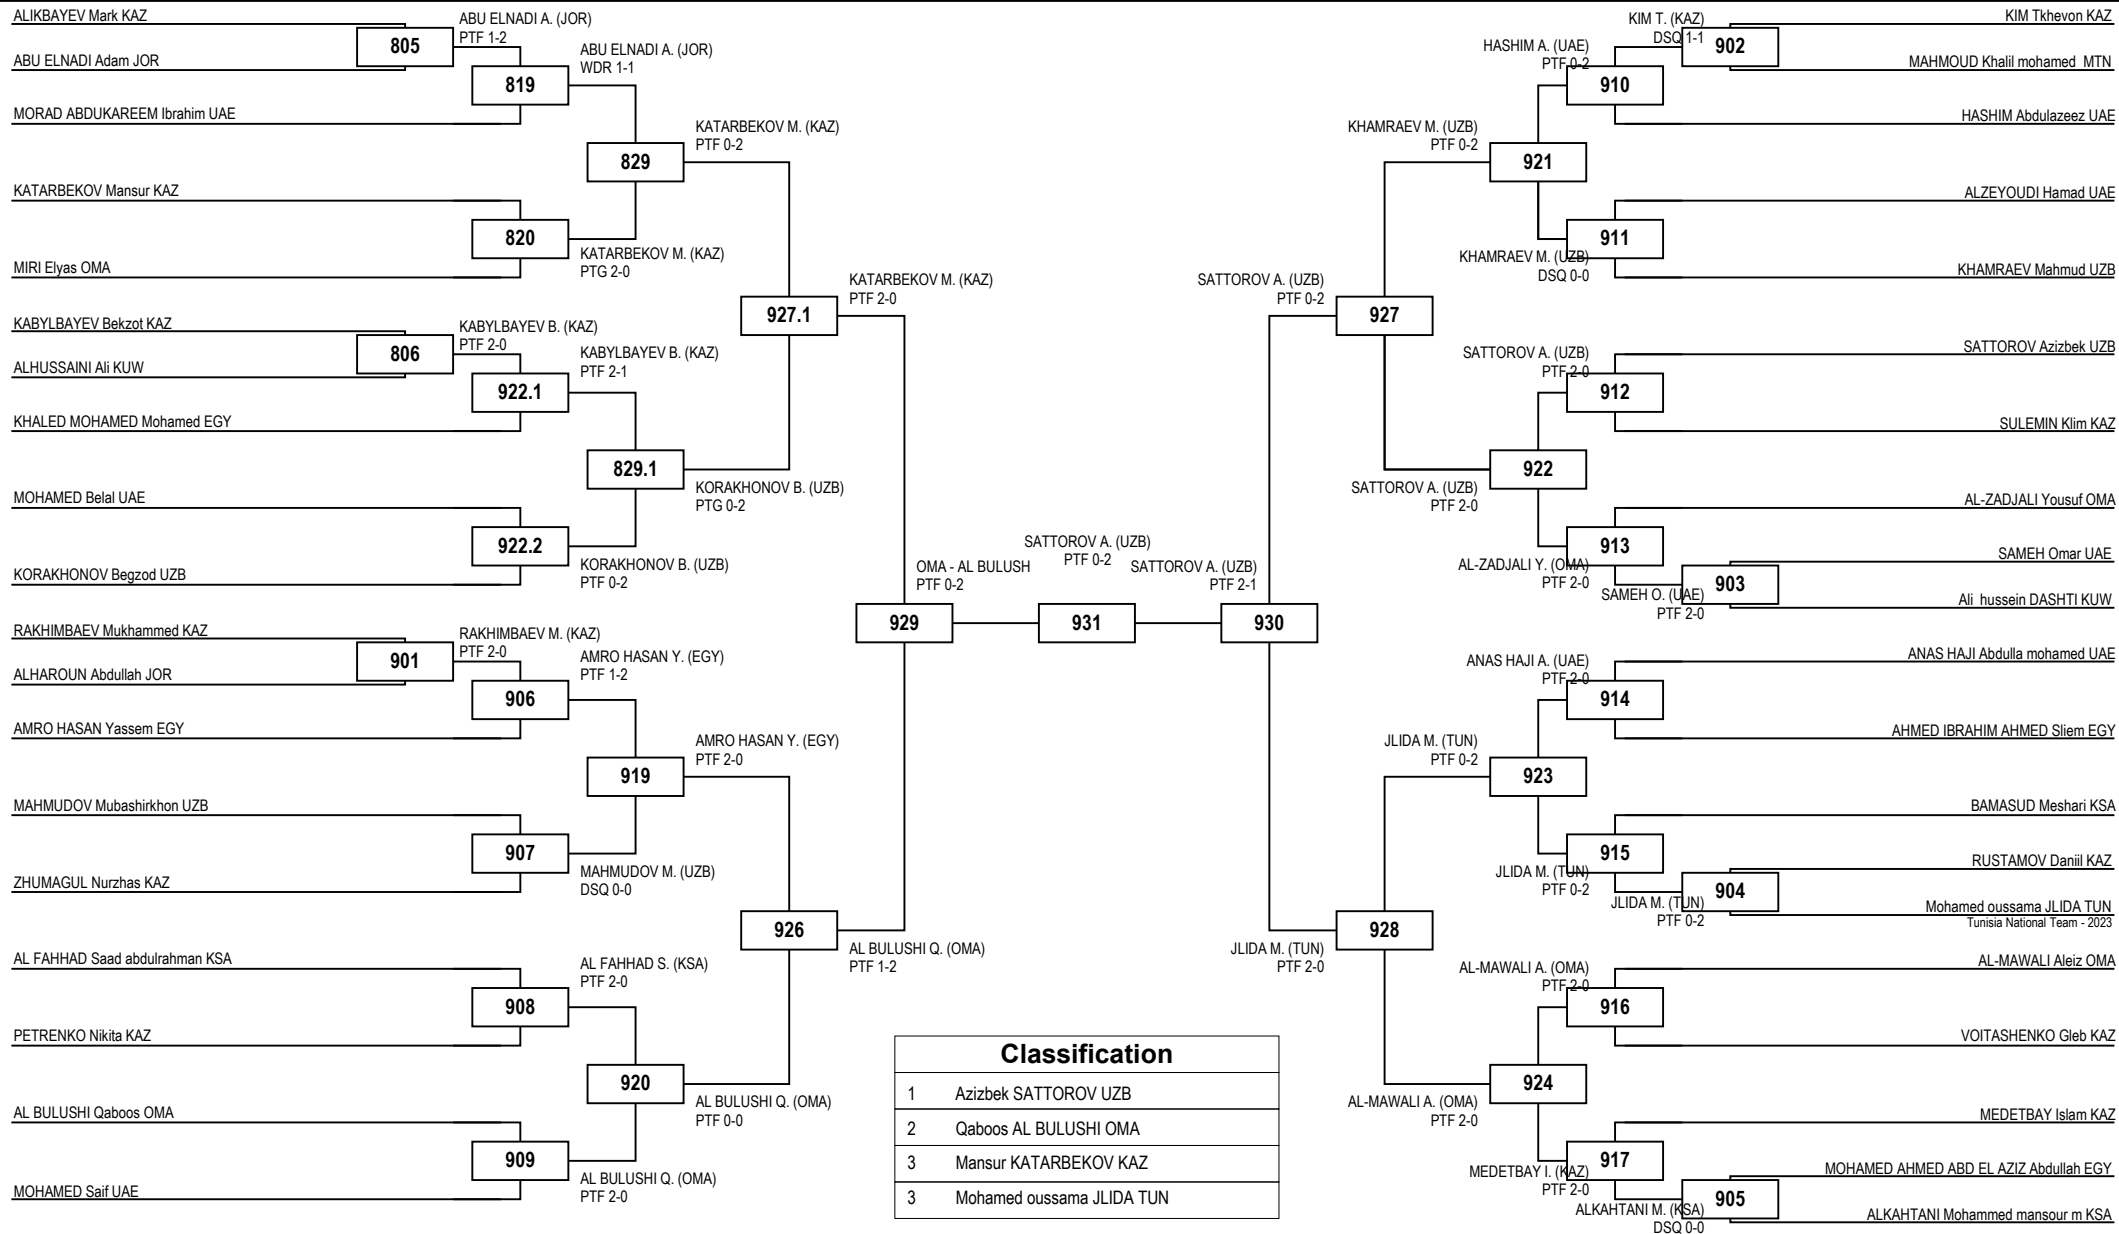 ALIKBAYEV Mark KAZ
805
ABU ELNADI A. (JOR)
PTF 1-2
ABU ELNADI Adam JOR
819
ABU ELNADI A. (JOR)
WDR 1-1
MORAD ABDUKAREEM Ibrahim UAE
829
KATARBEKOV M. (KAZ)
PTF 0-2
KATARBEKOV Mansur KAZ
820
KATARBEKOV M. (KAZ)
PTG 2-0
MIRI Elyas OMA
927.1
KATARBEKOV M. (KAZ)
PTF 2-0
KABYLBAYEV Bekzot KAZ
806
KABYLBAYEV B. (KAZ)
PTF 2-0
ALHUSSAINI Ali KUW
922.1
KABYLBAYEV B. (KAZ)
PTF 2-1
KHALED MOHAMED Mohamed EGY
829.1
KORAKHONOV B. (UZB)
PTG 0-2
MOHAMED Belal UAE
922.2
KORAKHONOV B. (UZB)
PTF 0-2
KORAKHONOV Begzod UZB
OMA - AL BULUSH
PTF 0-2
929
RAKHIMBAEV Mukhammed KAZ
901
RAKHIMBAEV M. (KAZ)
PTF 2-0
ALHAROUN Abdullah JOR
906
AMRO HASAN Y. (EGY)
PTF 1-2
AMRO HASAN Yassem EGY
919
AMRO HASAN Y. (EGY)
PTF 2-0
MAHMUDOV Mubashirkhon UZB
907
MAHMUDOV M. (UZB)
DSQ 0-0
ZHUMAGUL Nurzhas KAZ
926
AL BULUSHI Q. (OMA)
PTF 1-2
AL FAHHAD Saad abdulrahman KSA
908
AL FAHHAD S. (KSA)
PTF 2-0
PETRENKO Nikita KAZ
920
AL BULUSHI Q. (OMA)
PTF 0-0
AL BULUSHI Qaboos OMA
909
AL BULUSHI Q. (OMA)
PTF 2-0
MOHAMED Saif UAE
SATTOROV A. (UZB)
PTF 0-2
931
SATTOROV A. (UZB)
PTF 2-1
930
KIM T. (KAZ)
DSQ 1-1
902
KIM Tkhevon KAZ
MAHMOUD Khalil mohamed MTN
HASHIM A. (UAE)
PTF 0-2
910
HASHIM Abdulazeez UAE
KHAMRAEV M. (UZB)
PTF 0-2
921
ALZEYOUDI Hamad UAE
911
KHAMRAEV M. (UZB)
DSQ 0-0
KHAMRAEV Mahmud UZB
SATTOROV A. (UZB)
PTF 0-2
927
SATTOROV A. (UZB)
PTF 2-0
912
SATTOROV Azizbek UZB
SULEMIN Klim KAZ
922
SATTOROV A. (UZB)
PTF 2-0
AL-ZADJALI Yousuf OMA
913
AL-ZADJALI Y. (OMA)
PTF 2-0
SAMEH Omar UAE
903
SAMEH O. (UAE)
PTF 2-0
Ali hussein DASHTI KUW
ANAS HAJI A. (UAE)
PTF 2-0
914
ANAS HAJI Abdulla mohamed UAE
AHMED IBRAHIM AHMED Sliem EGY
JLIDA M. (TUN)
PTF 0-2
923
BAMASUD Meshari KSA
915
JLIDA M. (TUN)
PTF 0-2
RUSTAMOV Daniil KAZ
904
JLIDA M. (TUN)
PTF 0-2
Mohamed oussama JLIDA TUN
Tunisia National Team - 2023
928
JLIDA M. (TUN)
PTF 2-0
AL-MAWALI A. (OMA)
PTF 2-0
916
AL-MAWALI Aleiz OMA
VOITASHENKO Gleb KAZ
924
AL-MAWALI A. (OMA)
PTF 2-0
MEDETBAY Islam KAZ
917
MEDETBAY I. (KAZ)
PTF 2-0
MOHAMED AHMED ABD EL AZIZ Abdullah EGY
905
ALKAHTANI M. (KSA)
DSQ 0-0
ALKAHTANI Mohammed mansour m KSA
Classification
1 Azizbek SATTOROV UZB
2 Qaboos AL BULUSHI OMA
3 Mansur KATARBEKOV KAZ
3 Mohamed oussama JLIDA TUN